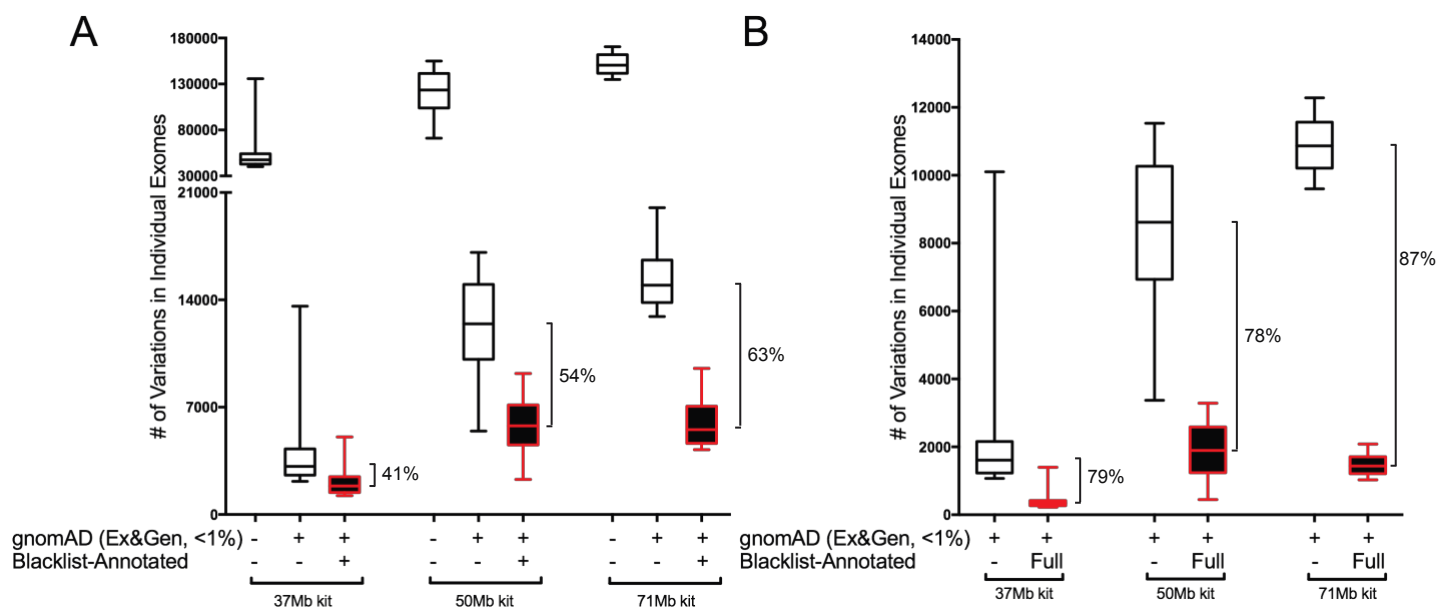 A
# of Variations in Individual Exomes
180000
130000
80000
30000
21000
14000
7000
0
41%
54%
63%
gnomAD (Ex&Gen, <1%) - + + - + + - + +
Blacklist-Annotated - - + - - + - - +
37Mb kit 50Mb kit 71Mb kit
B
# of Variations in Individual Exomes
14000
12000
10000
8000
6000
4000
2000
0
79%
78%
87%
gnomAD (Ex&Gen, <1%) + + + + + +
Blacklist-Annotated - Full - Full - Full
37Mb kit 50Mb kit 71Mb kit